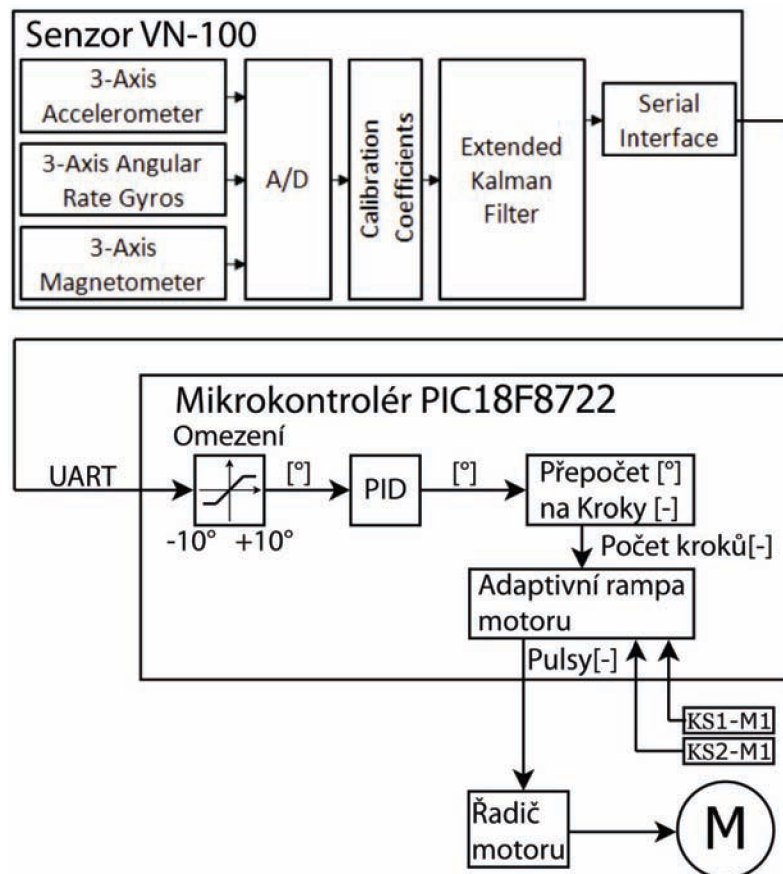 Senzor VN-100
3-Axis
Accelerometer
3-Axis Angular
Rate Gyros
3-Axis
Magnetometer
A/D
Calibration
Coefficients
Extended
Kalman
Filter
Serial
Interface
Mikrokontrolér PIC18F8722
Omezení
UART
-10° +10°
[°]
PID
[°]
Přepočet [°]
na Kroky [-]
Počet kroků[-]
Adaptivní rampa
motoru
Pulsy[-]
KS1-M1
KS2-M1
Řadič
motoru
M